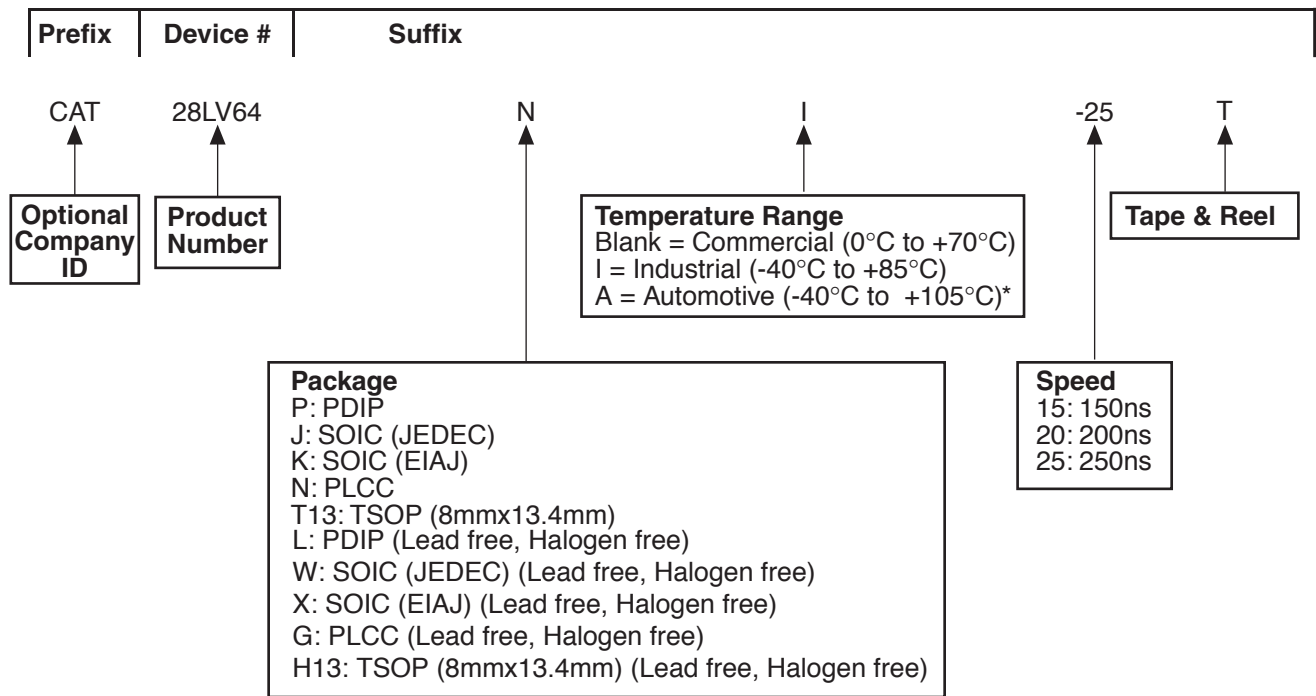 Prefix Device # Suffix
CAT 28LV64 N I -25 T
Optional
Company
ID
Product
Number
Temperature Range
Blank = Commercial (0°C to +70°C)
I = Industrial (-40°C to +85°C)
A = Automotive (-40°C to +105°C)*
Tape & Reel
Package
P: PDIP
J: SOIC (JEDEC)
K: SOIC (EIAJ)
N: PLCC
T13: TSOP (8mmx13.4mm)
L: PDIP (Lead free, Halogen free)
W: SOIC (JEDEC) (Lead free, Halogen free)
X: SOIC (EIAJ) (Lead free, Halogen free)
G: PLCC (Lead free, Halogen free)
H13: TSOP (8mmx13.4mm) (Lead free, Halogen free)
Speed
15: 150ns
20: 200ns
25: 250ns